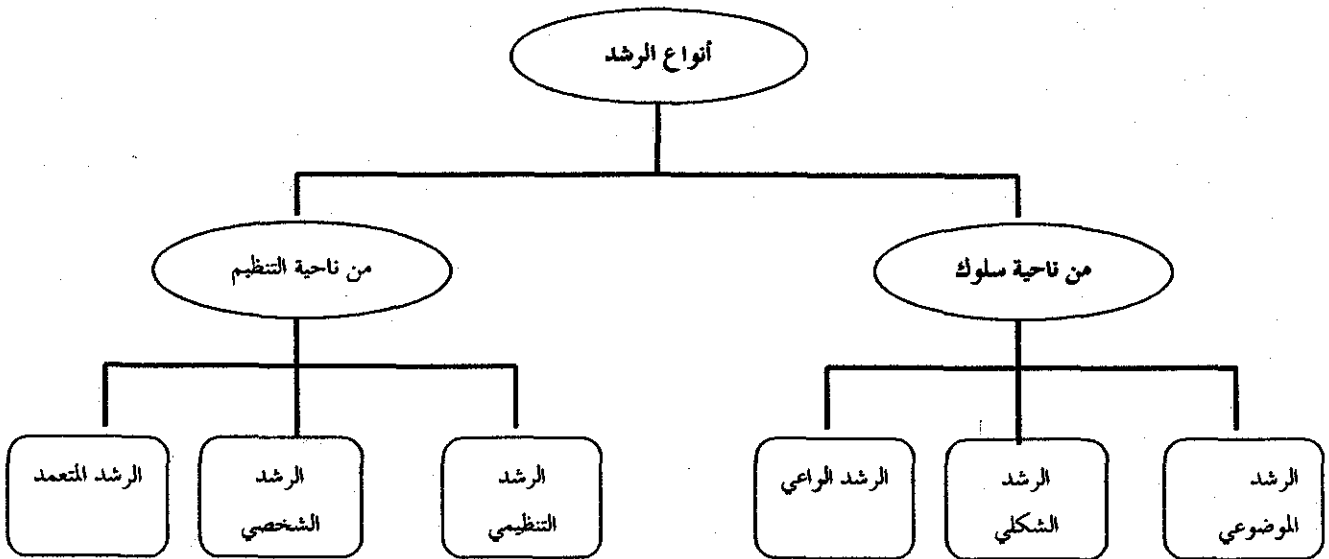 أنواع الرشد
من ناحية سلوك
من ناحية التنظيم
الرشد
الموضوعي
الرشد
الشكلي
الرشد الواعي
الرشد
التنظيمي
الرشد
الشخصي
الرشد المتعمد